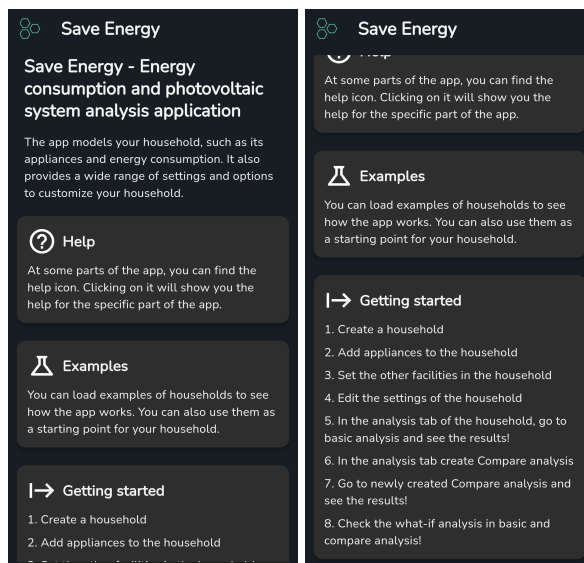 Save Energy
Save Energy - Energy
consumption and photovoltaic
system analysis application
The app models your household, such as its
appliances and energy consumption. It also
provides a wide range of settings and options
to customize your household.
Help
At some parts of the app, you can find the
help icon. Clicking on it will show you the
help for the specific part of the app.
Examples
You can load examples of households to see
how the app works. You can also use them as
a starting point for your household.
Getting started
1. Create a household
2. Add appliances to the household
Save Energy
At some parts of the app, you can find the
help icon. Clicking on it will show you the
help for the specific part of the app.
Examples
You can load examples of households to see
how the app works. You can also use them as
a starting point for your household.
Getting started
1. Create a household
2. Add appliances to the household
3. Set the other facilities in the household
4. Edit the settings of the household
5. In the analysis tab of the household, go to
basic analysis and see the results!
6. In the analysis tab create Compare analysis
7. Go to newly created Compare analysis and
see the results!
8. Check the what-if analysis in basic and
compare analysis!